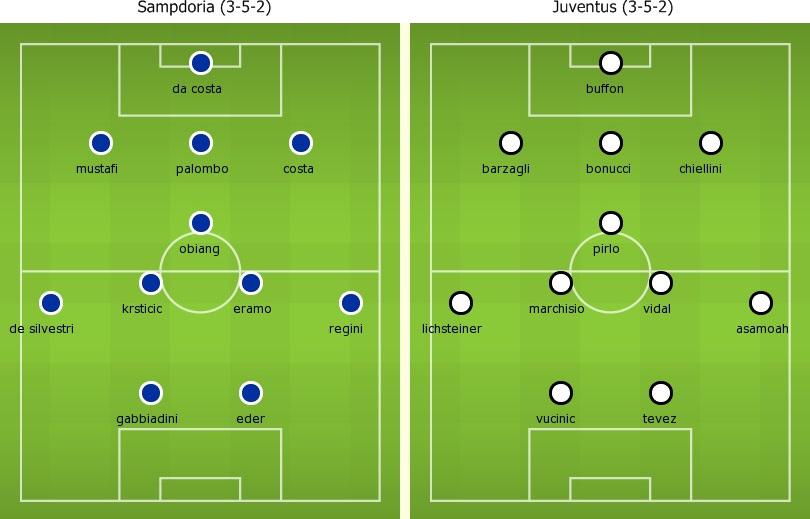 Sampdoria (3-5-2)
da costa
mustafi palombo costa
obiang
krsticic eramo
de silvestri regini
gabbiadini eder
Juventus (3-5-2)
buffon
barzagli bonucci chiellini
pirlo
marchisio vidal
lichsteiner asamoah
vucinic tevez